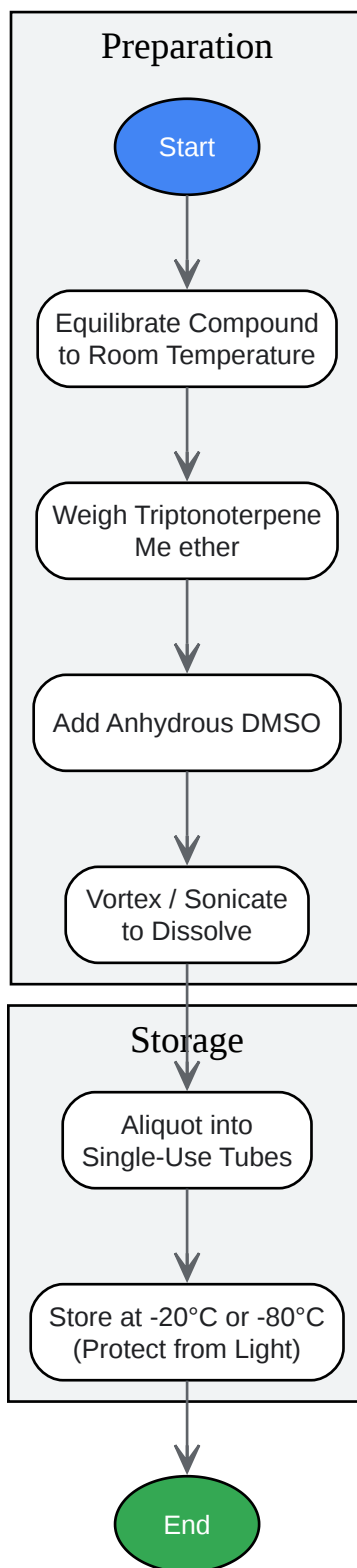 Preparation
Start
Equilibrate Compound
to Room Temperature
Weigh Triptonoterpene
Me ether
Add Anhydrous DMSO
Vortex / Sonicate
to Dissolve
Storage
Aliquot into
Single-Use Tubes
Store at -20°C or -80°C
(Protect from Light)
End